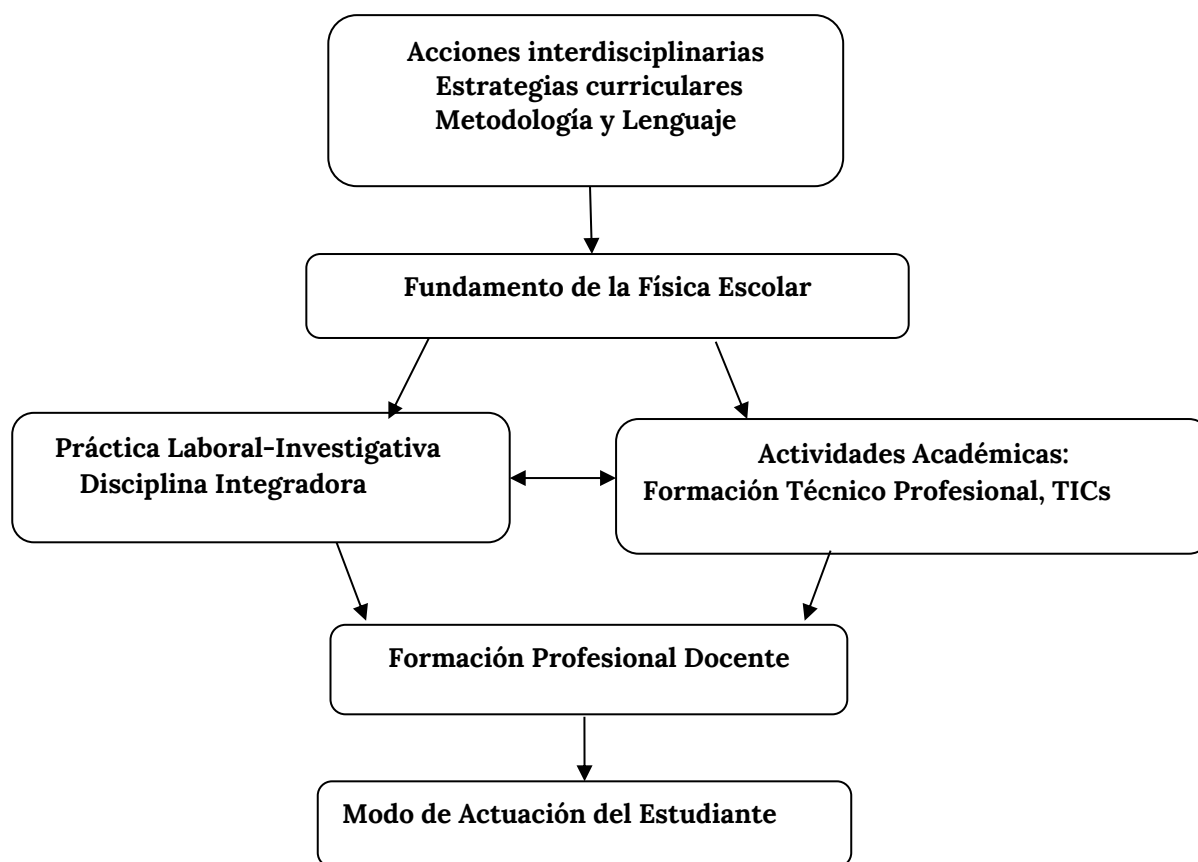 Acciones interdisciplinarias
Estrategias curriculares
Metodología y Lenguaje
Fundamento de la Física Escolar
Práctica Laboral-Investigativa
Disciplina Integradora
Actividades Académicas:
Formación Técnico Profesional, TICs
Formación Profesional Docente
Modo de Actuación del Estudiante